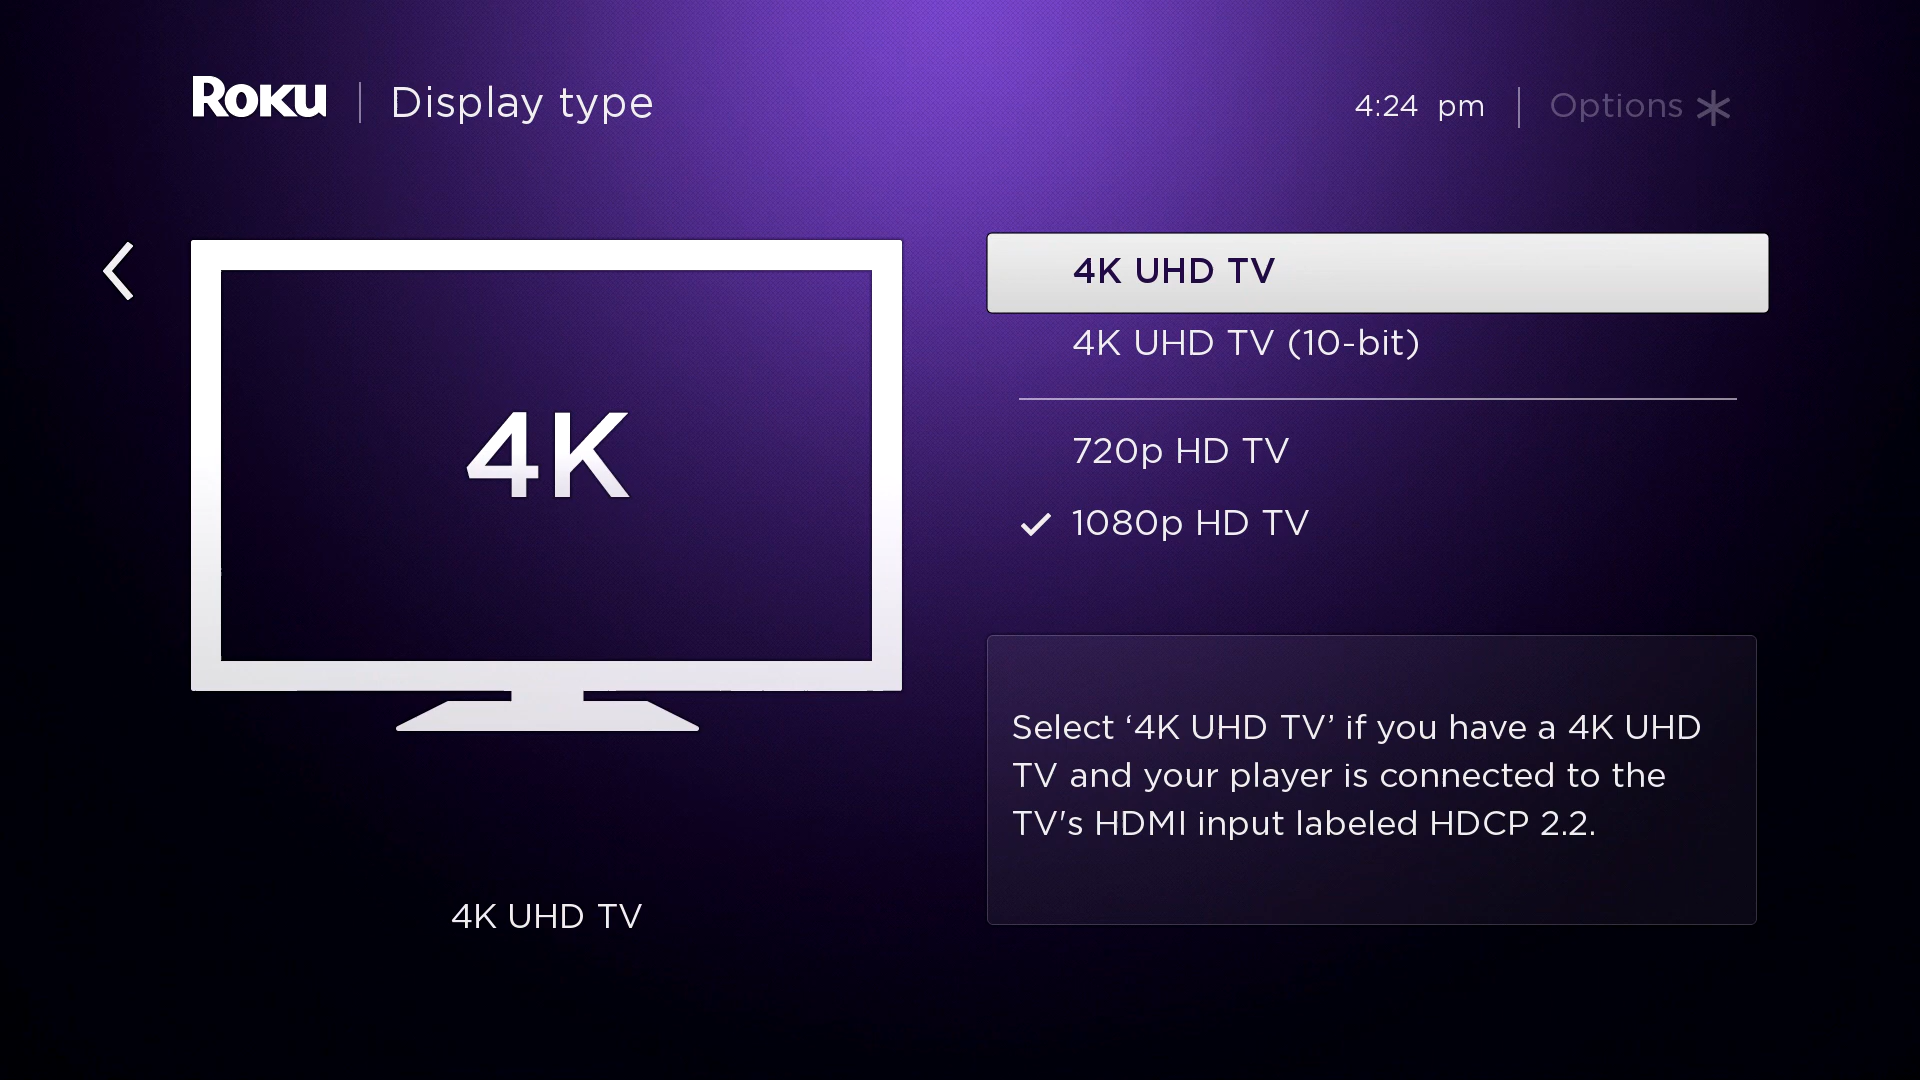 Roku | Display type
4:24 pm | Options
4K UHD TV
4K UHD TV (10-bit)
720p HD TV
1080p HD TV
4K
Select ‘4K UHD TV’ if you have a 4K UHD
TV and your player is connected to the
TV's HDMI input labeled HDCP 2.2.
4K UHD TV